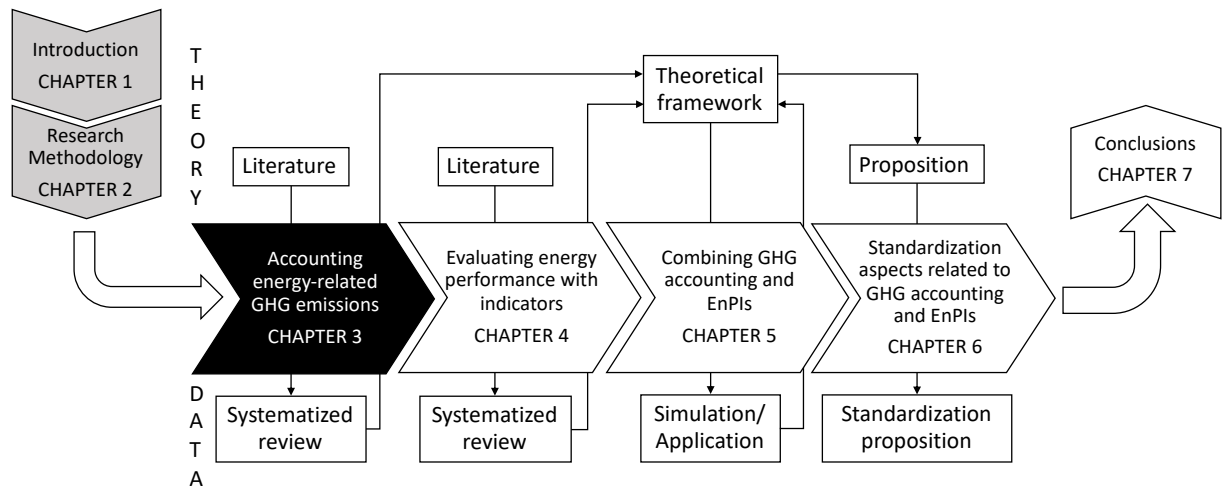 Introduction
CHAPTER 1
Research
Methodology
CHAPTER 2
T
H
E
O
R
Y
D
A
T
A
Theoretical
framework
Literature
Literature
Proposition
Accounting
energy-related
GHG emissions
CHAPTER 3
Evaluating energy
performance with
indicators
CHAPTER 4
Combining GHG
accounting and
EnPIs
CHAPTER 5
Standardization
aspects related to
GHG accounting
and EnPIs
CHAPTER 6
Systematized
review
Systematized
review
Simulation/
Application
Standardization
proposition
Conclusions
CHAPTER 7